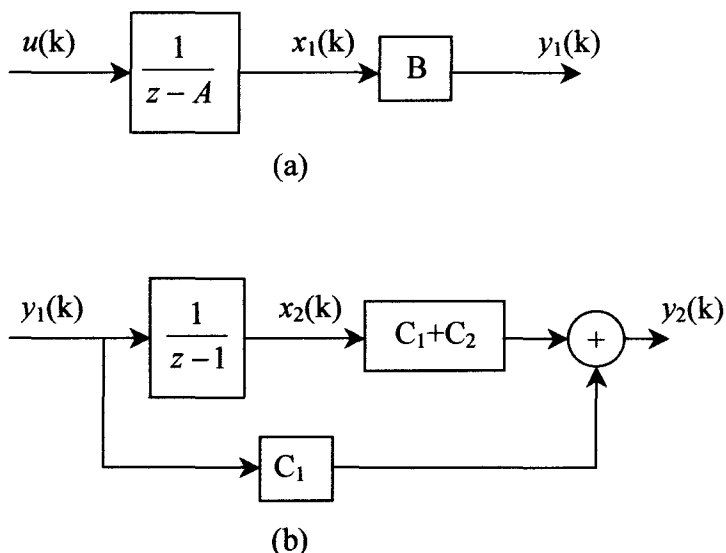 u(k)
1
z − A
x₁(k)
B
y₁(k)
(a)
y₁(k)
1
z − 1
x₂(k)
C₁+C₂
+
y₂(k)
C₁
(b)